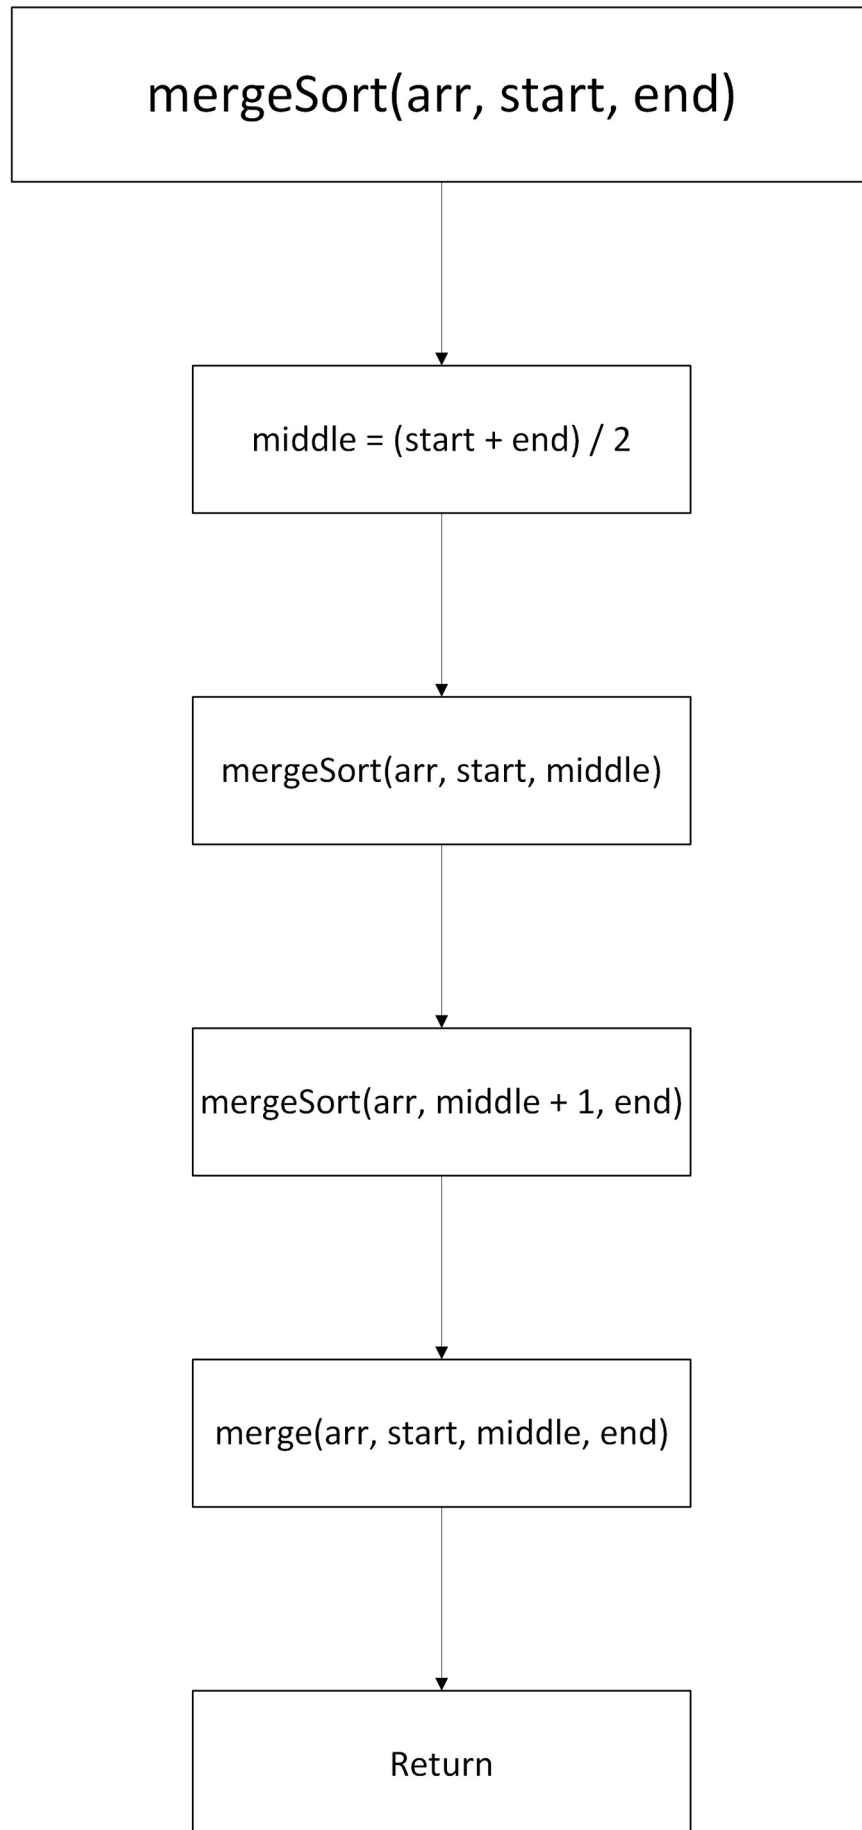 mergeSort(arr, start, end)
middle = (start + end) / 2
mergeSort(arr, start, middle)
mergeSort(arr, middle + 1, end)
merge(arr, start, middle, end)
Return